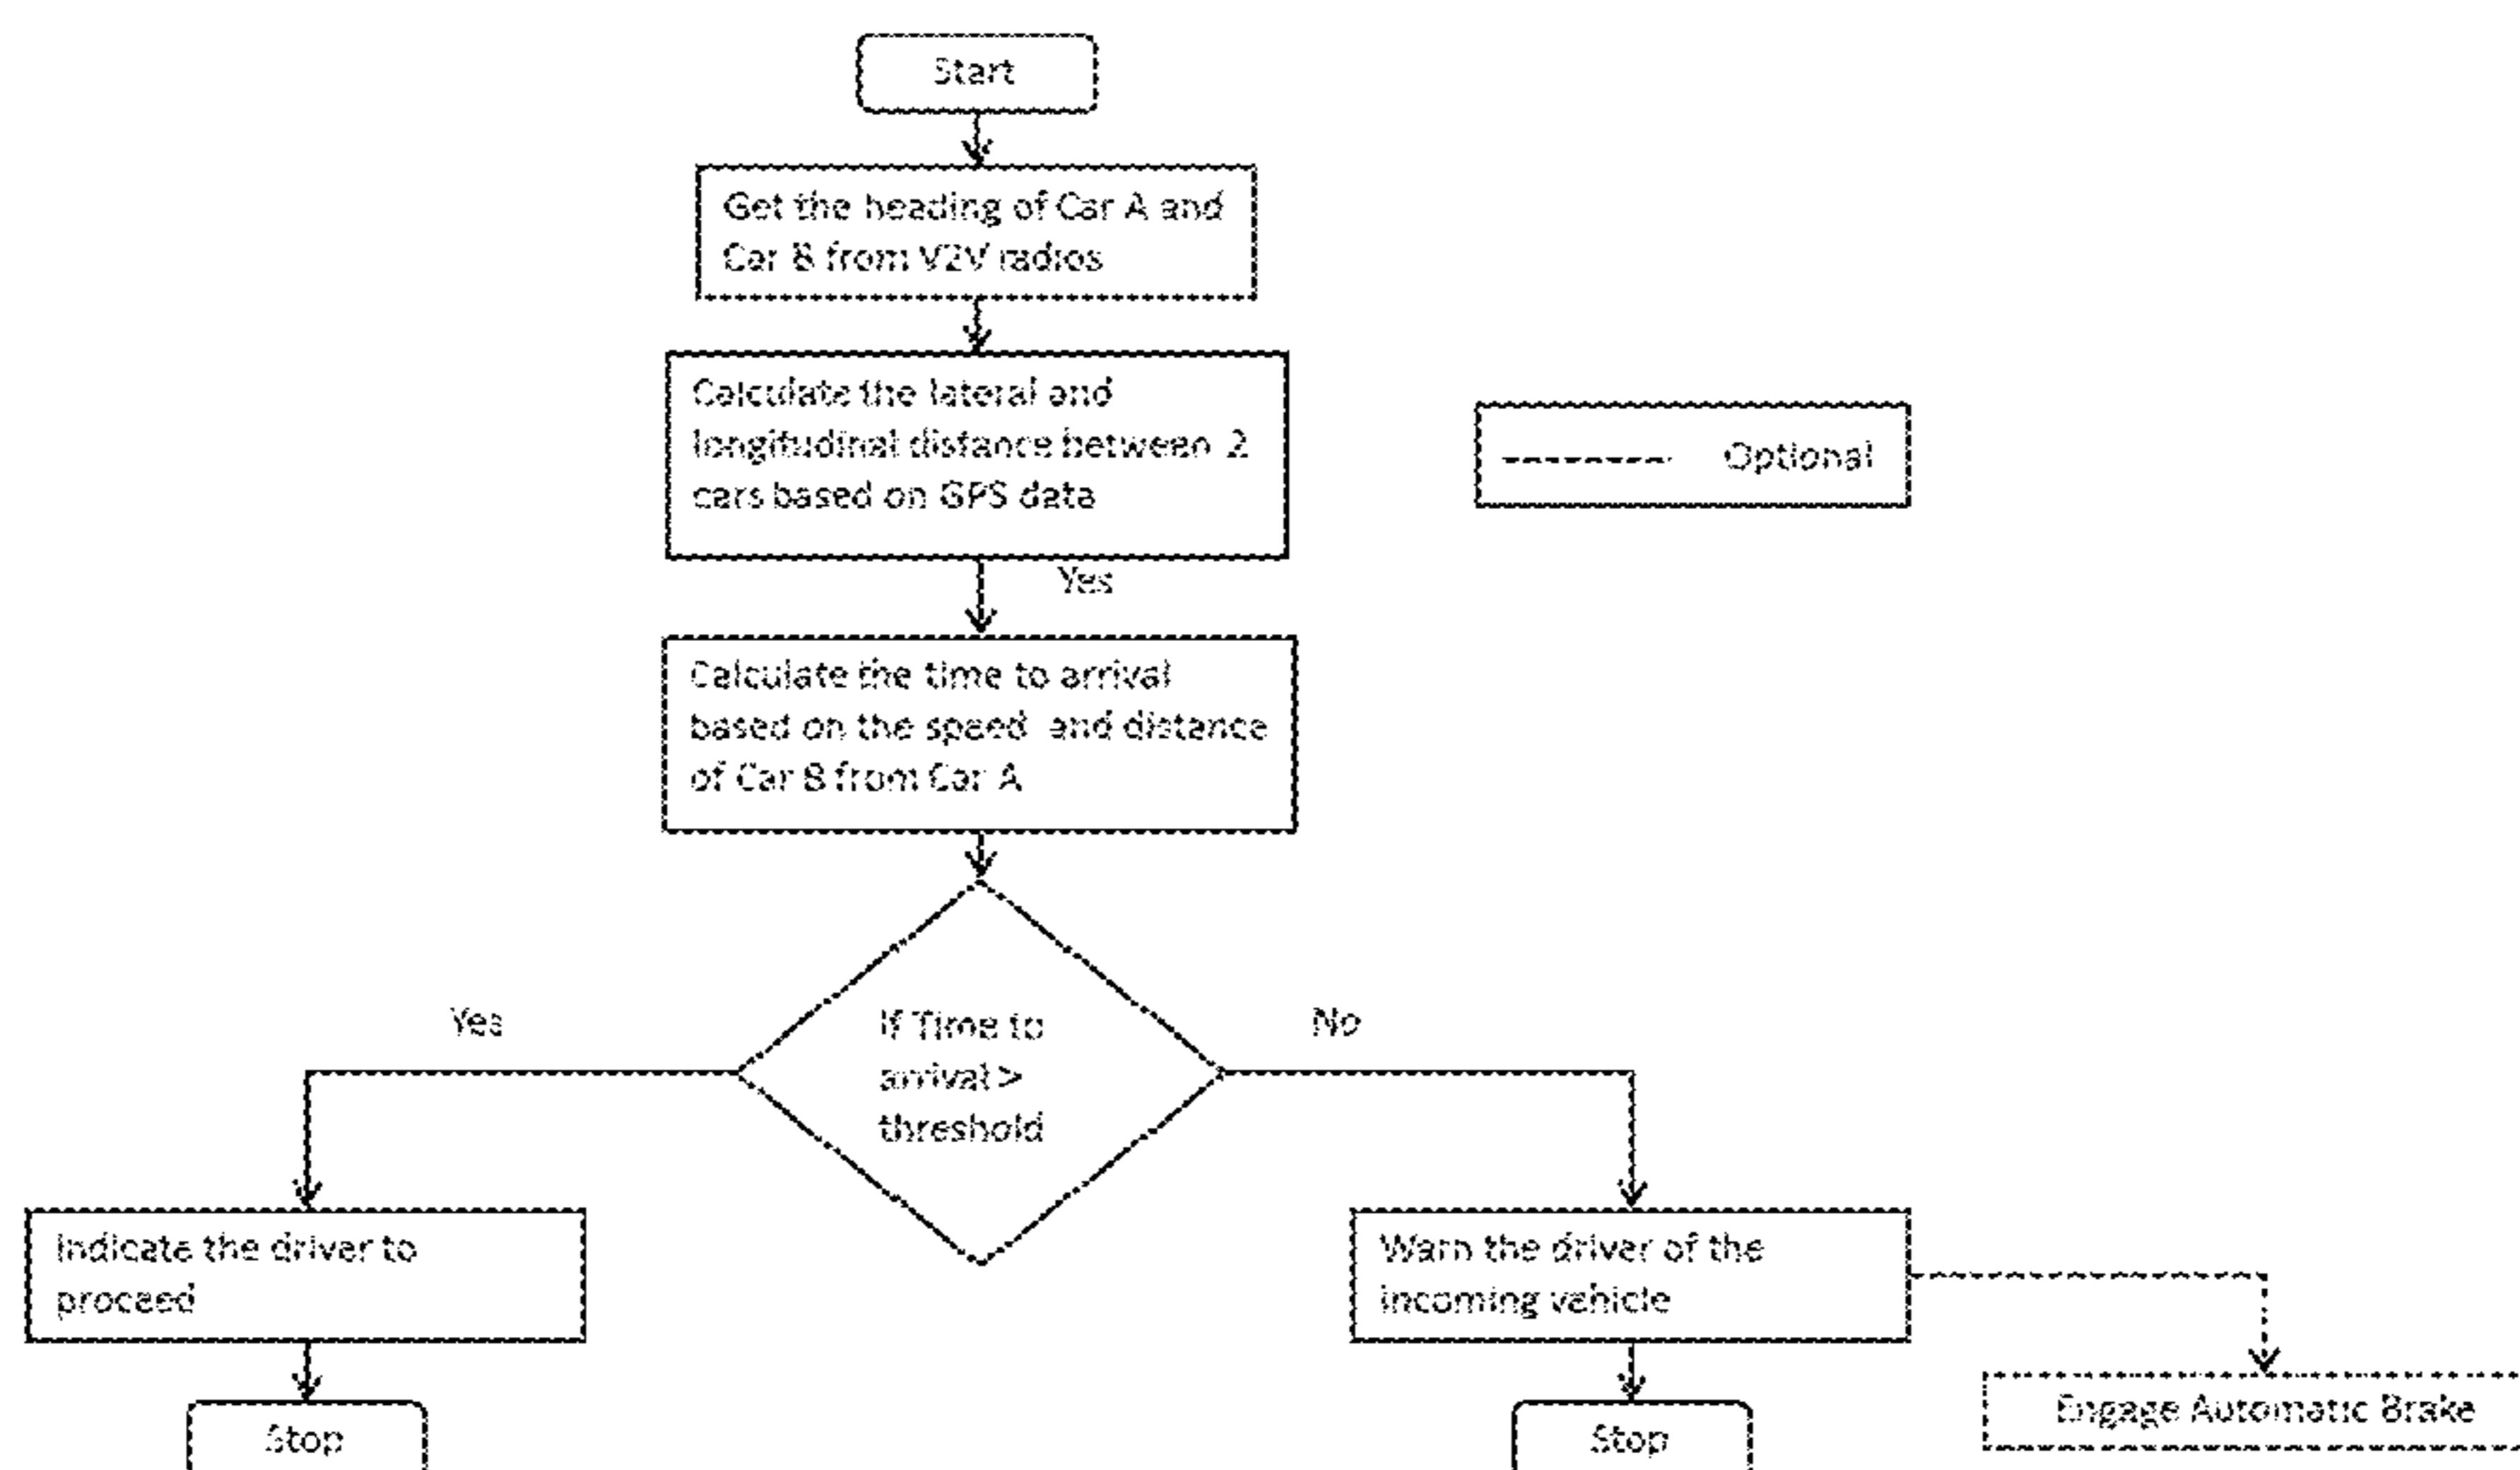 Start
Get the heading of Car A and
Car B from V2V radios
Calculate the lateral and
longitudinal distance between 2
cars based on GPS data
Optional
Yes
Calculate the time to arrival
based on the speed and distance
of Car B from Car A
If Time to
arrival >
threshold
Yes
No
Indicate the driver to
proceed
Warn the driver of the
incoming vehicle
Engage Automatic Brake
Stop
Stop